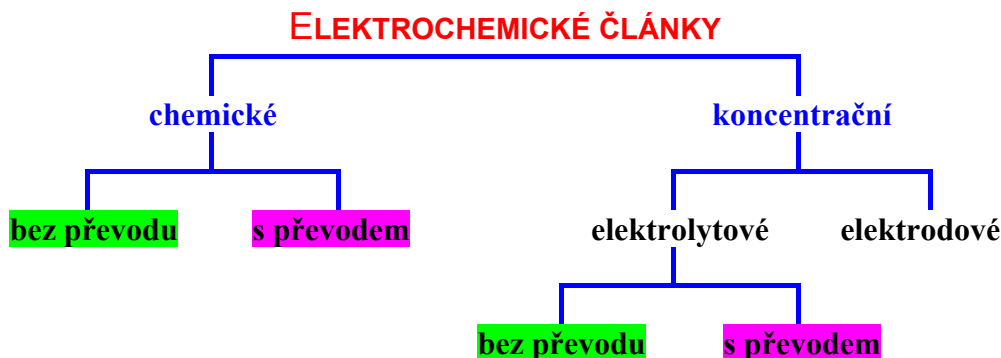 ELEKTROCHEMICKÉ ČLÁNKY
chemické koncentrační
bez převodu s převodem elektrolytové elektrodové
bez převodu s převodem